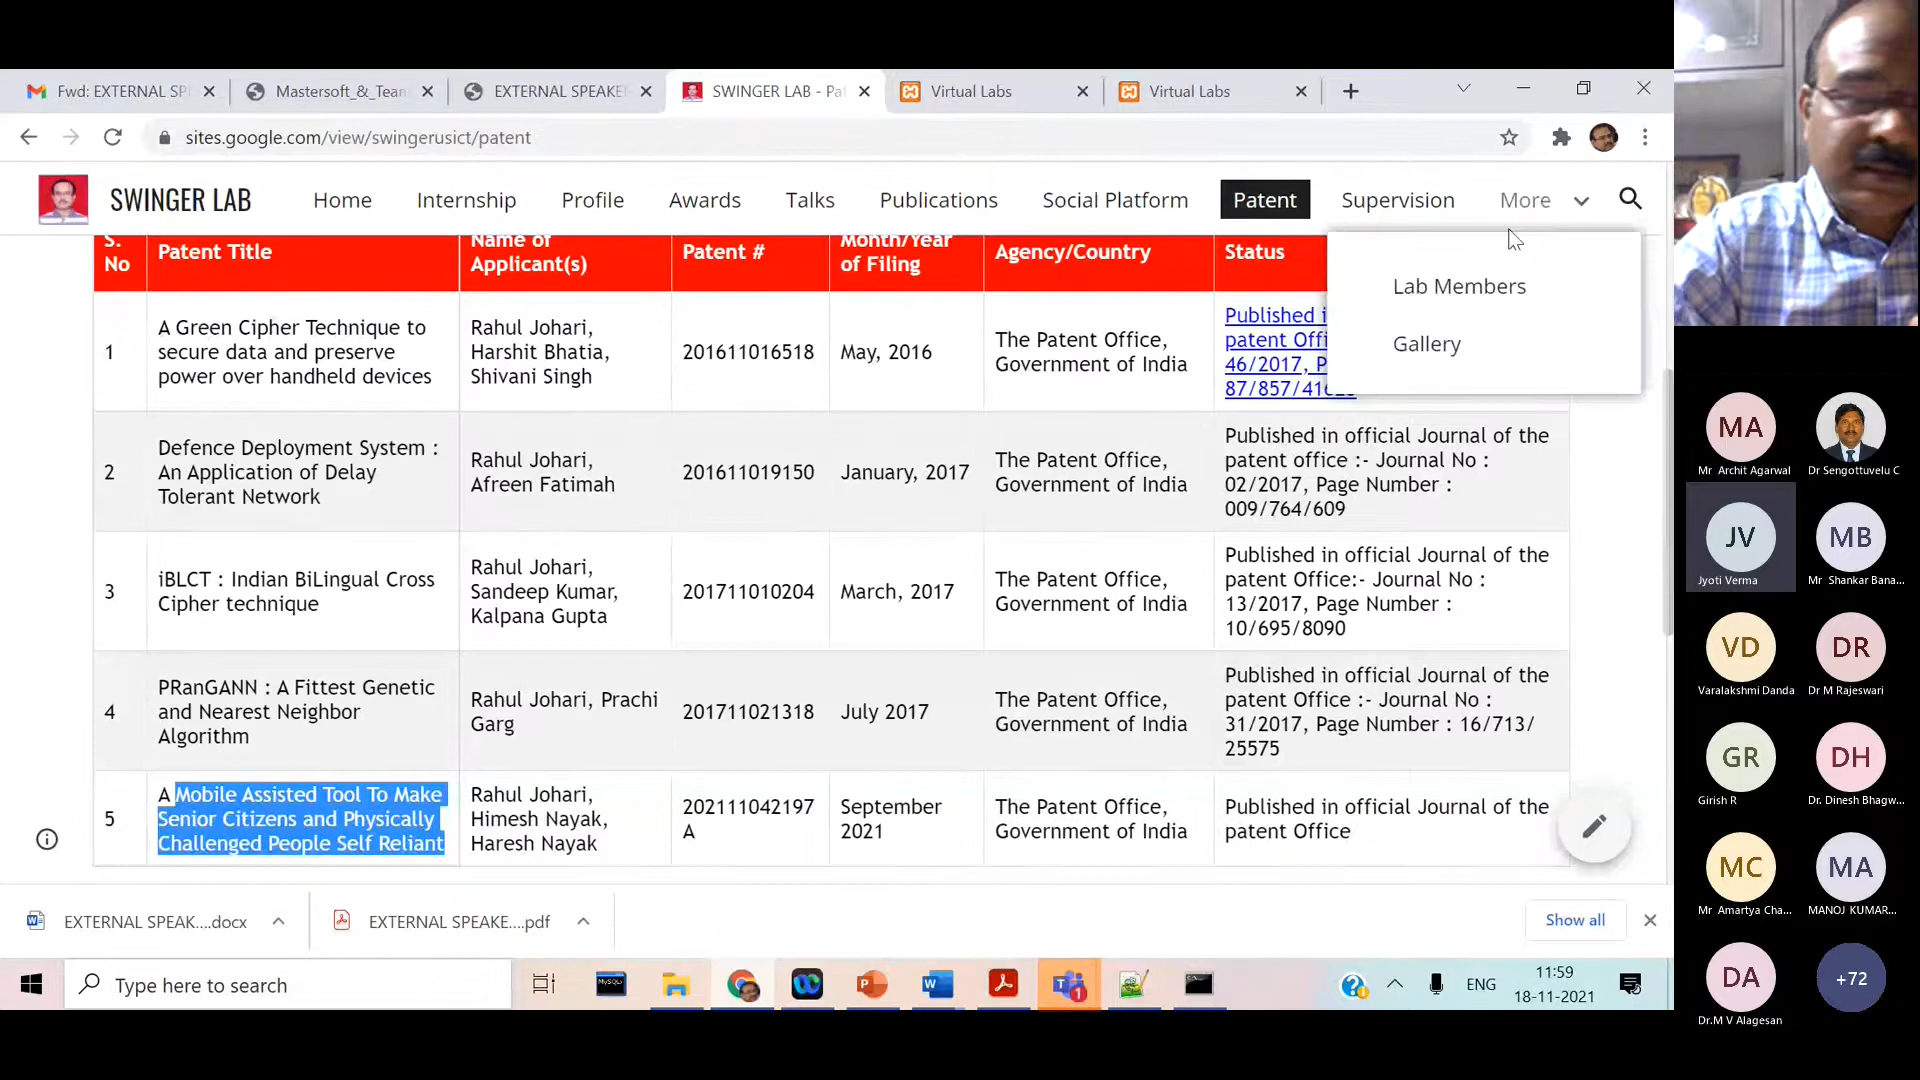 Fwd: EXTERNAL SP
Mastersoft_&_Team
EXTERNAL SPEAKE
SWINGER LAB - Pa
Virtual Labs
Virtual Labs
sites.google.com/view/swingerusict/patent
SWINGER LAB
Home
Internship
Profile
Awards
Talks
Publications
Social Platform
Patent
Supervision
More
Lab Members
Gallery
S.
No
Patent Title
Name of
Applicant(s)
Patent #
Month/Year
of Filing
Agency/Country
Status
1
A Green Cipher Technique to
secure data and preserve
power over handheld devices
Rahul Johari,
Harshit Bhatia,
Shivani Singh
201611016518
May, 2016
The Patent Office,
Government of India
Published i
patent Offi
46/2017, P
87/857/41
2
Defence Deployment System :
An Application of Delay
Tolerant Network
Rahul Johari,
Afreen Fatimah
201611019150
January, 2017
The Patent Office,
Government of India
Published in official Journal of the
patent office :- Journal No :
02/2017, Page Number :
009/764/609
3
iBLCT : Indian BiLingual Cross
Cipher technique
Rahul Johari,
Sandeep Kumar,
Kalpana Gupta
201711010204
March, 2017
The Patent Office,
Government of India
Published in official Journal of the
patent Office:- Journal No :
13/2017, Page Number :
10/695/8090
4
PRanGANN : A Fittest Genetic
and Nearest Neighbor
Algorithm
Rahul Johari, Prachi
Garg
201711021318
July 2017
The Patent Office,
Government of India
Published in official Journal of the
patent Office :- Journal No :
31/2017, Page Number : 16/713/
25575
5
A Mobile Assisted Tool To Make
Senior Citizens and Physically
Challenged People Self Reliant
Rahul Johari,
Himesh Nayak,
Haresh Nayak
202111042197
A
September
2021
The Patent Office,
Government of India
Published in official Journal of the
patent Office
EXTERNAL SPEAK....docx
EXTERNAL SPEAKE....pdf
Show all
Type here to search
MySQL
1
ENG
11:59
18-11-2021
MA
Mr Archit Agarwal
Dr Sengottuvelu C
JV
Jyoti Verma
MB
Mr Shankar Bana...
VD
Varalakshmi Danda
DR
Dr M Rajeswari
GR
Girish R
DH
Dr. Dinesh Bhagw...
MC
Mr Amartya Cha...
MA
MANOJ KUMAR...
DA
Dr.M V Alagesan
+72